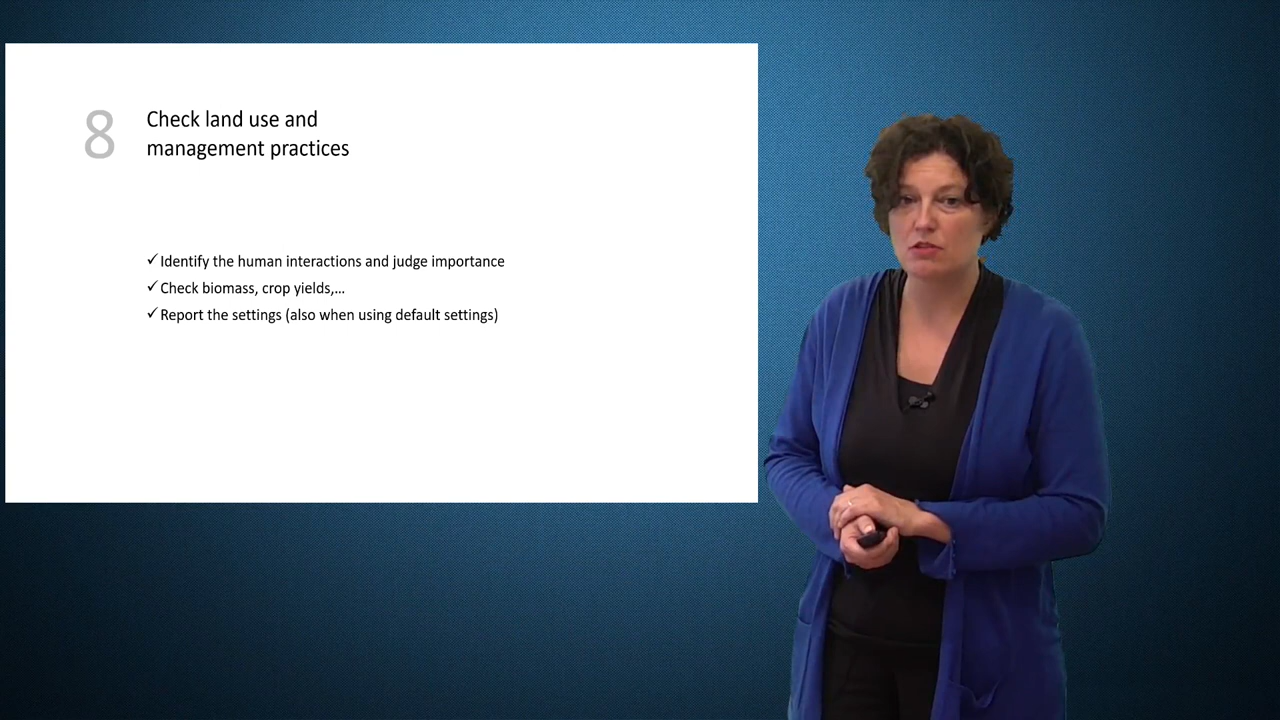 8
Check land use and
management practices
✓Identify the human interactions and judge importance
✓Check biomass, crop yields,...
✓Report the settings (also when using default settings)